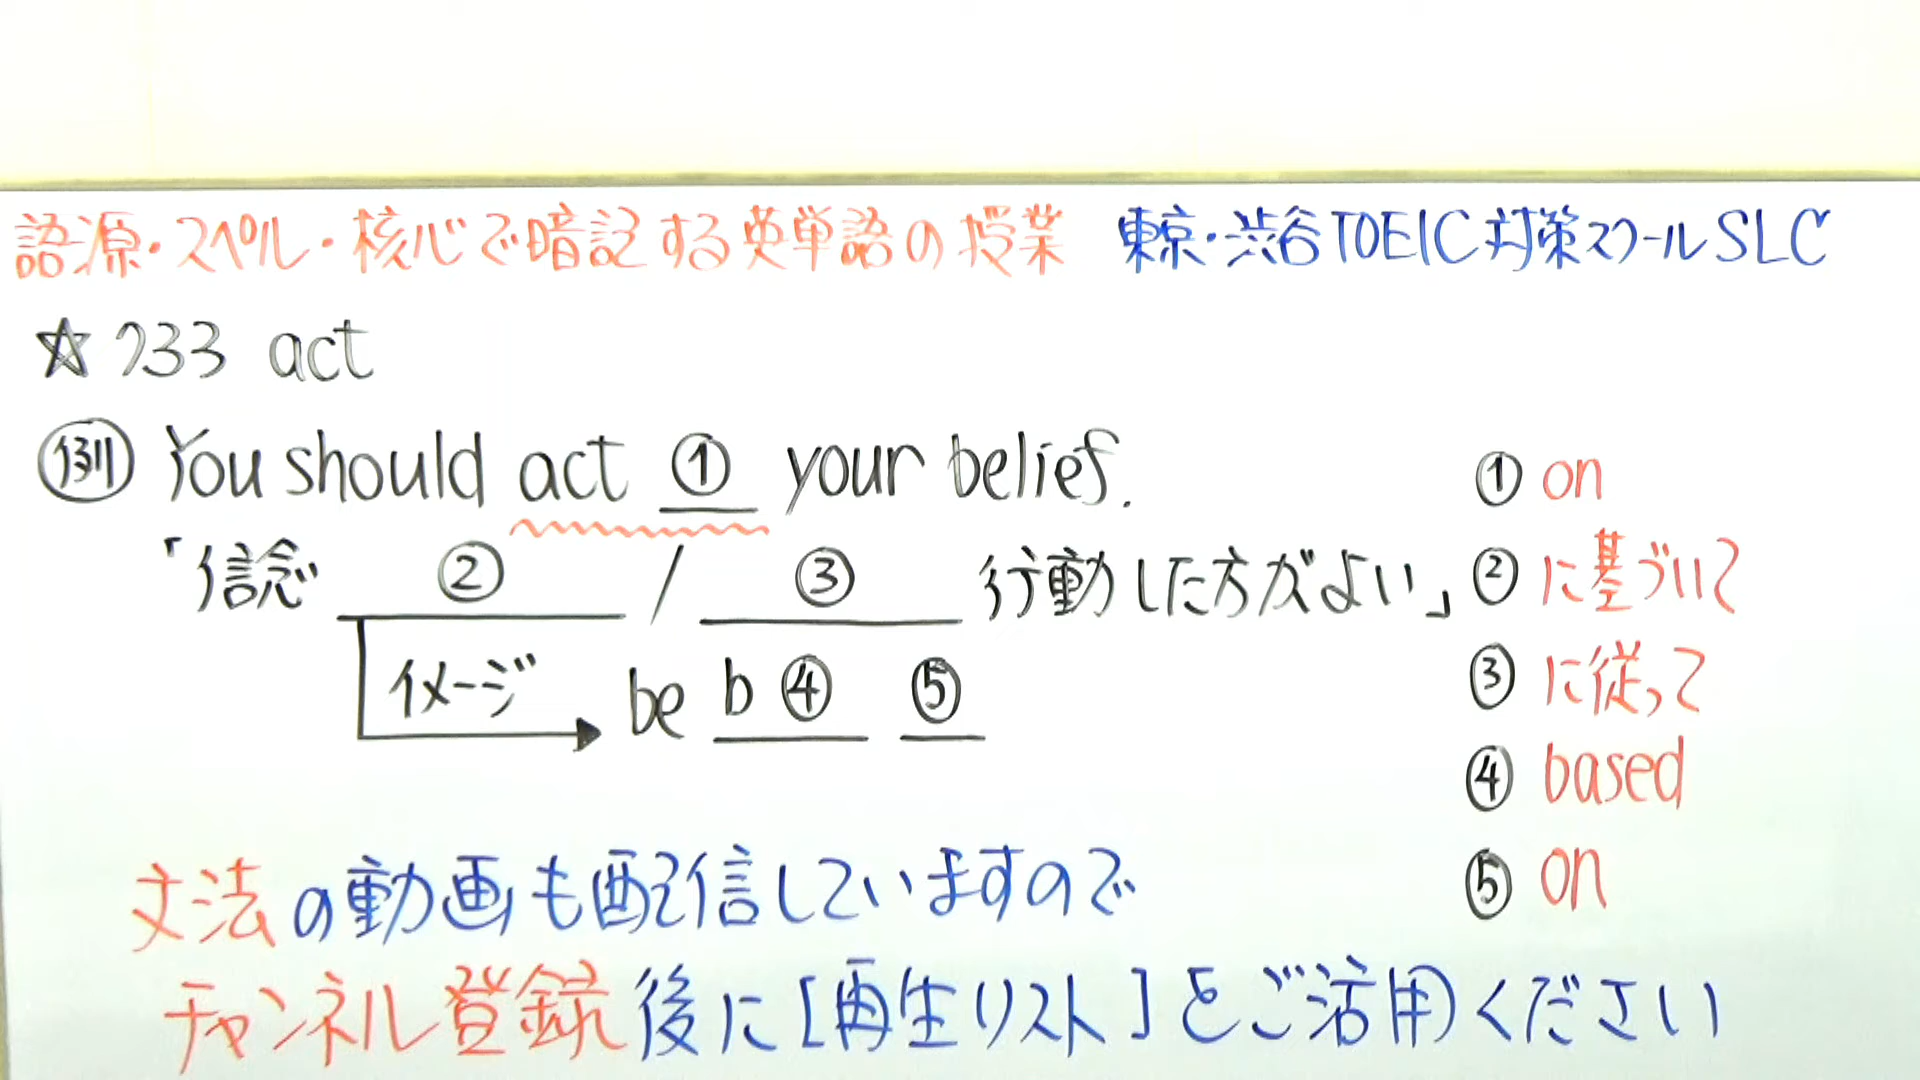 語源・スペル・核心で暗記する英単語の授業 東京・渋谷TOEIC対策スクールSLC
☆733 act
例 You should act ① your belief.
「信念 ② / ③ 行動した方がよい」
イメージ be b ④ ⑤
① on
② に基づいて
③ に従って
④ based
⑤ on
文法の動画も配信していますので
チャンネル登録後に[再生リスト]をご活用ください